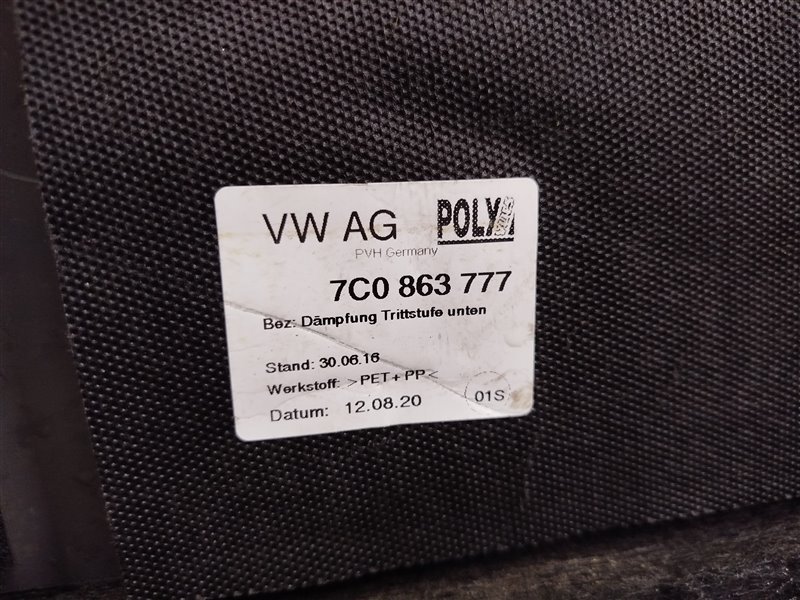 VW AG
PVH Germany
7C0 863 777
Bez: Dämpfung Trittstufe unten
Stand: 30.06.16
Werkstoff: >PET+PP<
Datum: 12.08.20
01S